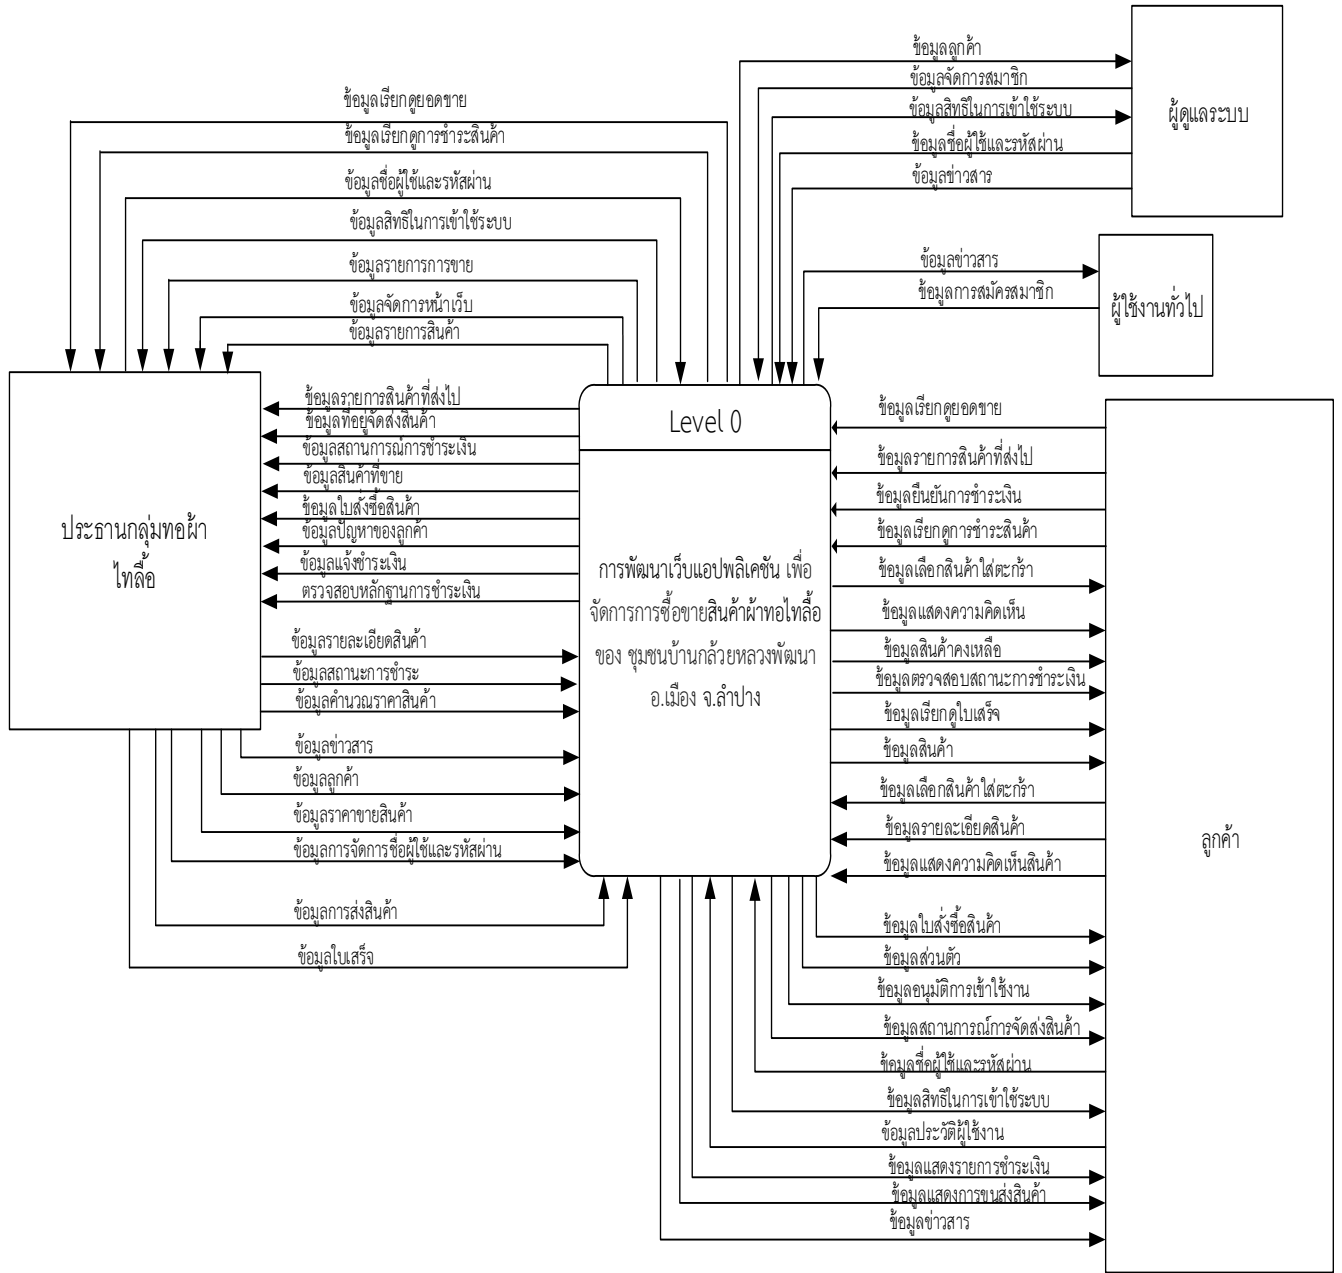 ข้อมูลลูกค้า
ข้อมูลจัดการสมาชิก
ข้อมูลสิทธิในการเข้าใช้ระบบ
ข้อมูลชื่อผู้ใช้และรหัสผ่าน
ข้อมูลข่าวสาร
ผู้ดูแลระบบ
ข้อมูลเรียกดูยอดขาย
ข้อมูลเรียกดูการชำระสินค้า
ข้อมูลชื่อผู้ใช้และรหัสผ่าน
ข้อมูลสิทธิในการเข้าใช้ระบบ
ข้อมูลรายการการขาย
ข้อมูลจัดการหน้าเว็บ
ข้อมูลรายการสินค้า
ข้อมูลข่าวสาร
ข้อมูลการสมัครสมาชิก
ผู้ใช้งานทั่วไป
ประธานกลุ่มทอผ้า
ไทลื้อ
ข้อมูลรายการสินค้าที่ส่งไป
ข้อมูลที่อยู่จัดส่งสินค้า
ข้อมูลสถานการณ์การชำระเงิน
ข้อมูลสินค้าที่ขาย
ข้อมูลใบสั่งซื้อสินค้า
ข้อมูลปัญหาของลูกค้า
ข้อมูลแจ้งชำระเงิน
ตรวจสอบหลักฐานการชำระเงิน
ข้อมูลรายละเอียดสินค้า
ข้อมูลสถานะการชำระ
ข้อมูลคำนวณราคาสินค้า
ข้อมูลข่าวสาร
ข้อมูลลูกค้า
ข้อมูลราคาขายสินค้า
ข้อมูลการจัดการชื่อผู้ใช้และรหัสผ่าน
ข้อมูลการส่งสินค้า
ข้อมูลใบเสร็จ
Level 0
การพัฒนาเว็บแอปพลิเคชัน เพื่อ
จัดการการซื้อขายสินค้าผ้าทอไทลื้อ
ของ ชุมชนบ้านกล้วยหลวงพัฒนา
อ.เมือง จ.ลำปาง
ข้อมูลเรียกดูยอดขาย
ข้อมูลรายการสินค้าที่ส่งไป
ข้อมูลยืนยันการชำระเงิน
ข้อมูลเรียกดูการชำระสินค้า
ข้อมูลเลือกสินค้าใส่ตะกร้า
ข้อมูลแสดงความคิดเห็น
ข้อมูลสินค้าคงเหลือ
ข้อมูลตรวจสอบสถานะการชำระเงิน
ข้อมูลเรียกดูใบเสร็จ
ข้อมูลสินค้า
ข้อมูลเลือกสินค้าใส่ตะกร้า
ข้อมูลรายละเอียดสินค้า
ข้อมูลแสดงความคิดเห็นสินค้า
ข้อมูลใบสั่งซื้อสินค้า
ข้อมูลส่วนตัว
ข้อมูลอนุมัติการเข้าใช้งาน
ข้อมูลสถานการณ์การจัดส่งสินค้า
ข้อมูลชื่อผู้ใช้และรหัสผ่าน
ข้อมูลสิทธิในการเข้าใช้ระบบ
ข้อมูลประวัติผู้ใช้งาน
ข้อมูลแสดงรายการชำระเงิน
ข้อมูลแสดงการขนส่งสินค้า
ข้อมูลข่าวสาร
ลูกค้า